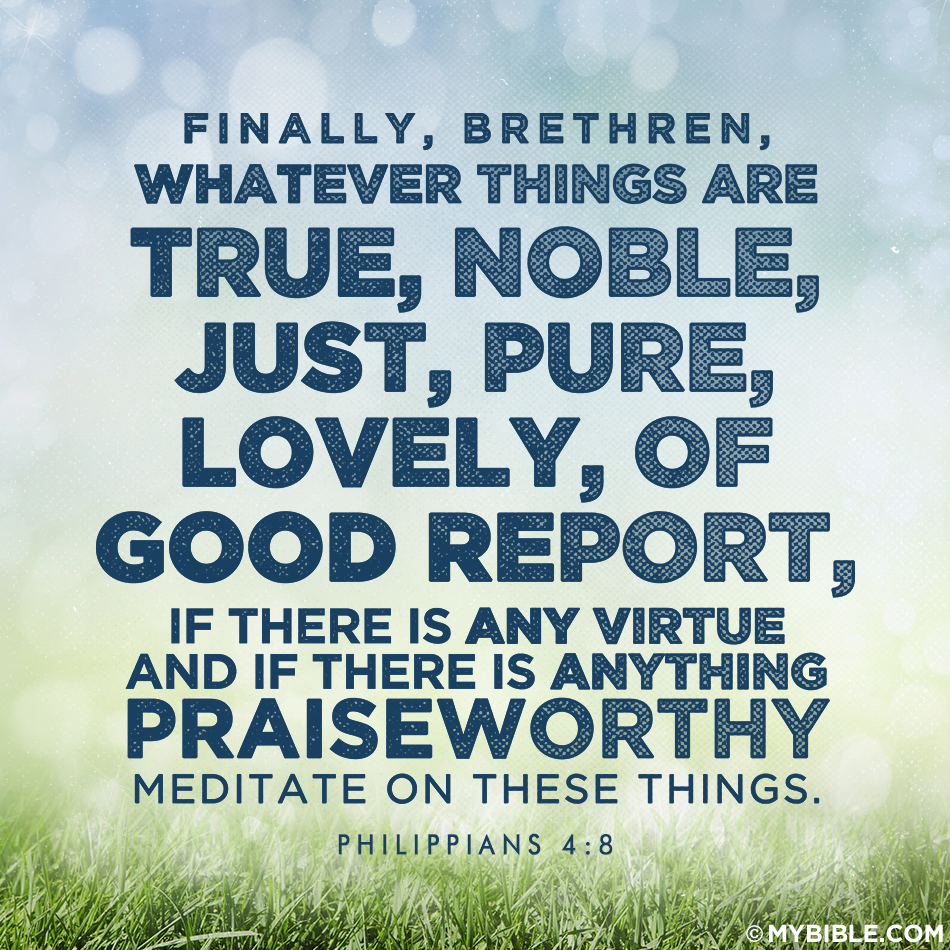 FINALLY, BRETHREN,
WHATEVER THINGS ARE
TRUE, NOBLE,
JUST, PURE,
LOVELY, OF
GOOD REPORT,
IF THERE IS ANY VIRTUE
AND IF THERE IS ANYTHING
PRAISEWORTHY
MEDITATE ON THESE THINGS.
PHILIPPIANS 4:8
© MYBIBLE.COM